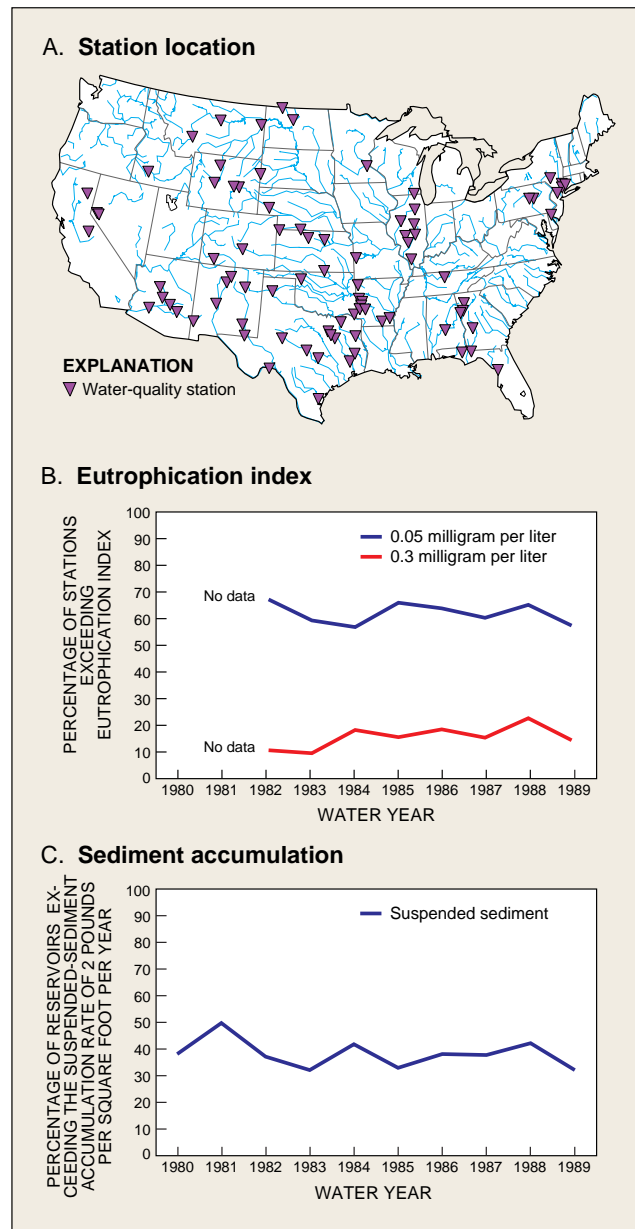 A. Station location
EXPLANATION
Water-quality station
B. Eutrophication index
PERCENTAGE OF STATIONS
EXCEEDING
EUTROPHICATION INDEX
100
90
80
70
60
50
40
30
20
10
0
0.05 milligram per liter
0.3 milligram per liter
No data
No data
1980 1981 1982 1983 1984 1985 1986 1987 1988 1989
WATER YEAR
C. Sediment accumulation
PERCENTAGE OF RESERVOIRS EX-
CEEDING THE SUSPENDED-SEDIMENT
ACCUMULATION RATE OF 2 POUNDS
PER SQUARE FOOT PER YEAR
100
90
80
70
60
50
40
30
20
10
0
Suspended sediment
1980 1981 1982 1983 1984 1985 1986 1987 1988 1989
WATER YEAR